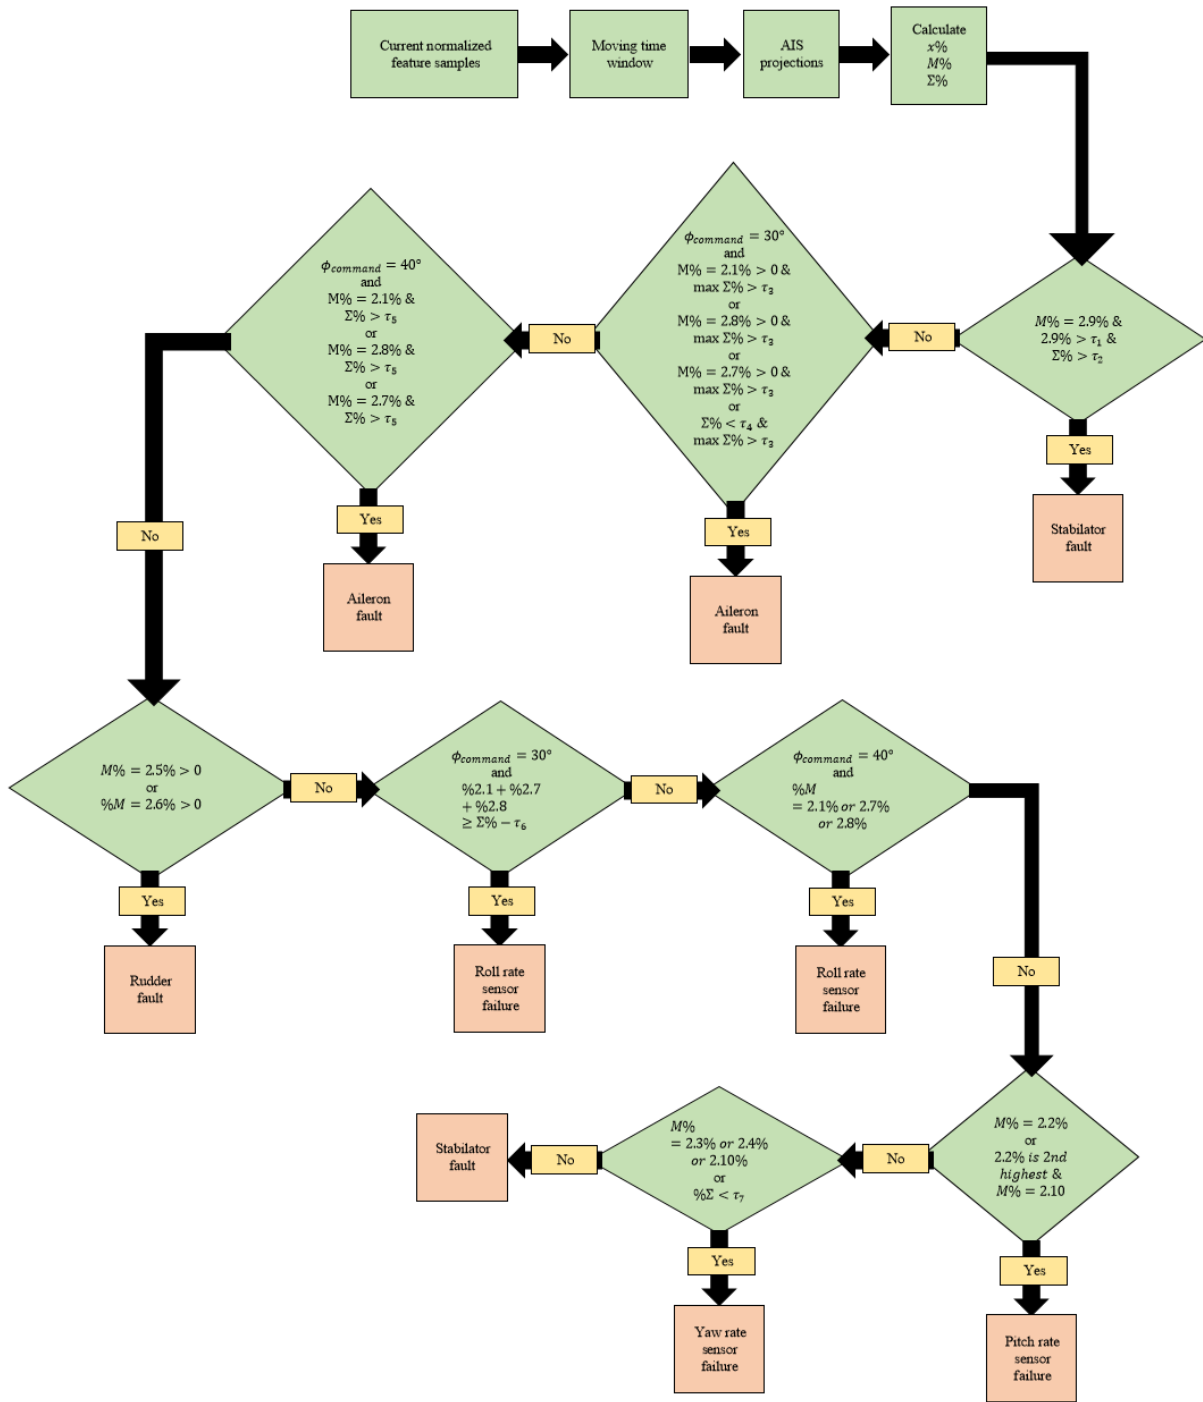 Current normalized
feature samples
Moving time
window
AIS
projections
Calculate
x%
M%
Σ%
M% = 2.9% &
2.9% > τ₁ &
Σ% > τ₂
No
Yes
Stabilator
fault
ϕcommand = 30°
and
M% = 2.1% > 0 &
max Σ% > τ₃
or
M% = 2.8% > 0 &
max Σ% > τ₃
or
M% = 2.7% > 0 &
max Σ% > τ₃
or
Σ% < τ₄ &
max Σ% > τ₃
No
Yes
Aileron
fault
ϕcommand = 40°
and
M% = 2.1% &
Σ% > τ₅
or
M% = 2.8% &
Σ% > τ₅
or
M% = 2.7% &
Σ% > τ₅
Yes
Aileron
fault
No
M% = 2.5% > 0
or
%M = 2.6% > 0
No
Yes
Rudder
fault
ϕcommand = 30°
and
%2.1 + %2.7
+ %2.8
≥ Σ% − τ₆
No
Yes
Roll rate
sensor
failure
ϕcommand = 40°
and
%M
= 2.1% or 2.7%
or 2.8%
Yes
Roll rate
sensor
failure
No
M% = 2.2%
or
2.2% is 2nd
highest &
M% = 2.10
No
Yes
Pitch rate
sensor
failure
M%
= 2.3% or 2.4%
or 2.10%
or
%Σ < τ₇
No
Stabilator
fault
Yes
Yaw rate
sensor
failure